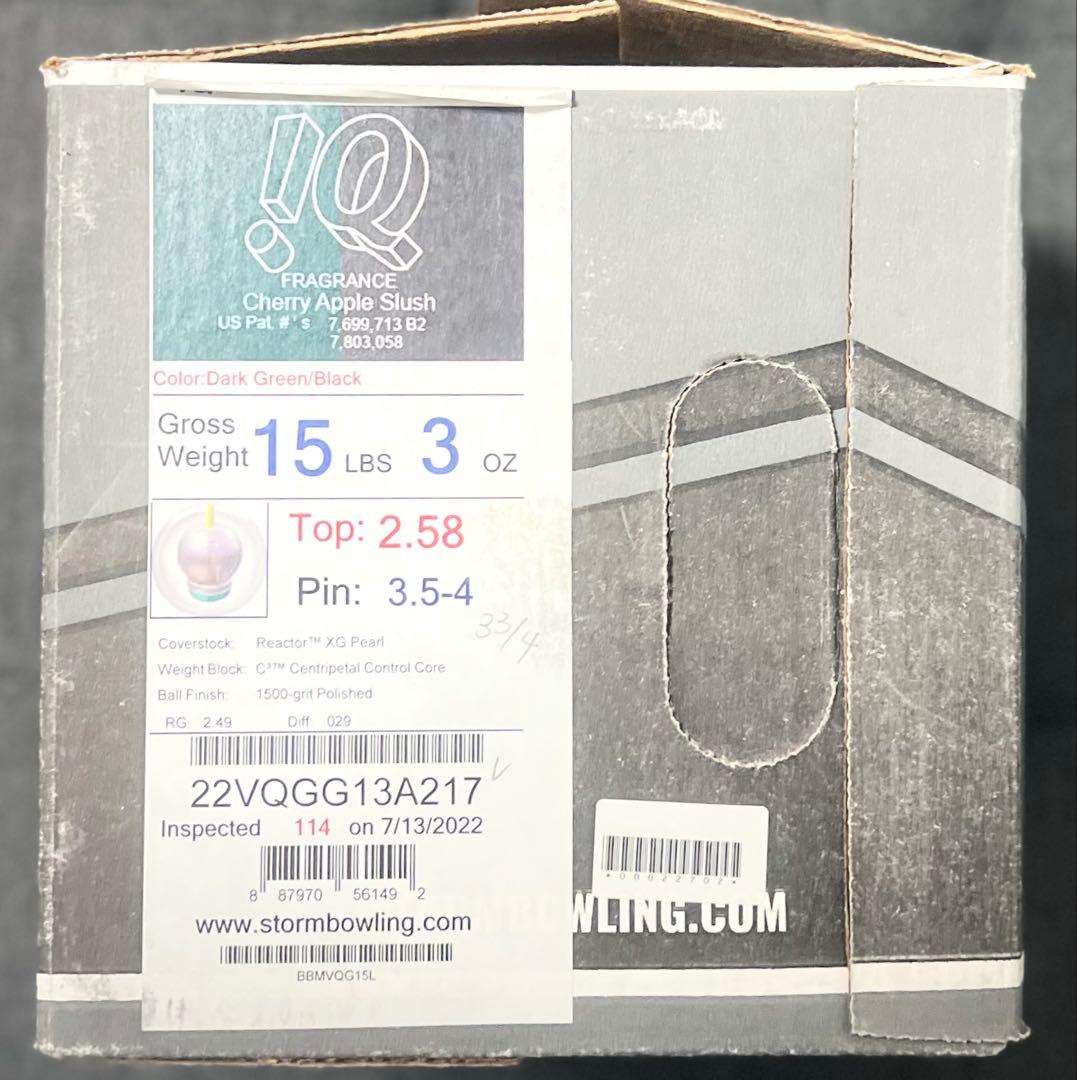 !Q
FRAGRANCE
Cherry Apple Slush
US Pat. #'s 7,699,713 B2
7,803,058
Color:Dark Green/Black
Gross Weight 15 LBS 3 OZ
Top: 2.58
Pin: 3.5-4
3 3/4
Coverstock: Reactor™ XG Pearl
Weight Block: C³™ Centripetal Control Core
Ball Finish: 1500-grit Polished
RG: 2.49 Diff: .029
22VQGG13A217
Inspected 114 on 7/13/2022
8 87970 56149 2
www.stormbowling.com
BBMVQG15L
*00022702*
WLING.COM